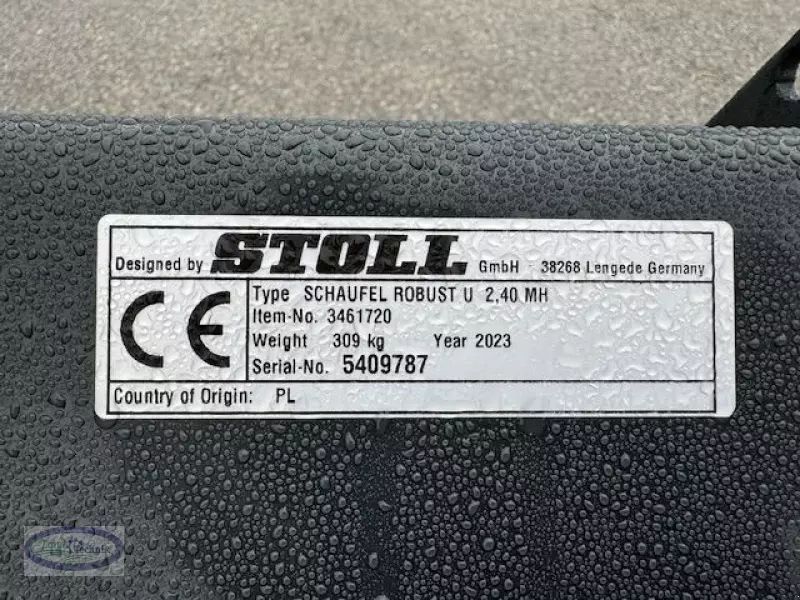 Designed by STOLL GmbH 38268 Lengede Germany
CE
Type SCHAUFEL ROBUST U 2,40 MH
Item-No. 3461720
Weight 309 kg Year 2023
Serial-No. 5409787
Country of Origin: PL
Technik